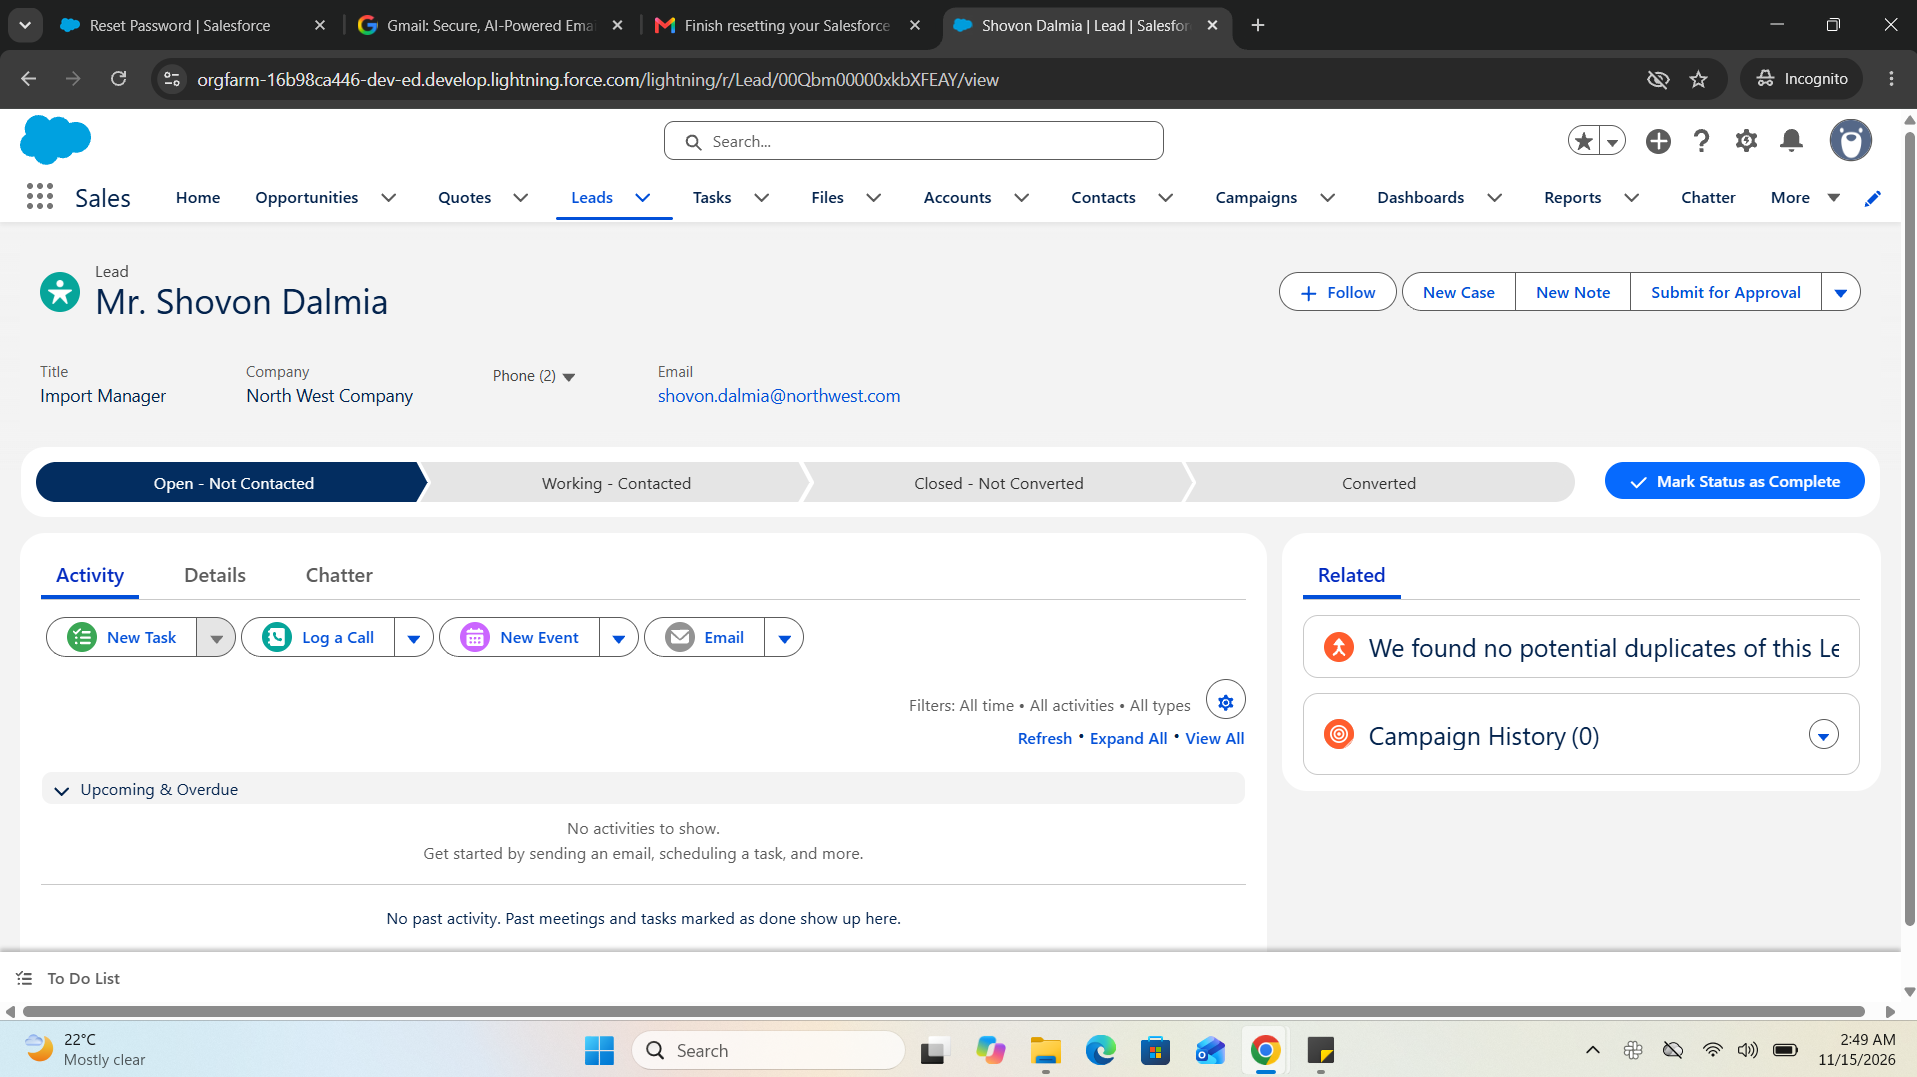 Reset Password | Salesforce
Gmail: Secure, AI-Powered Emai
Finish resetting your Salesforce
Shovon Dalmia | Lead | Salesfor
orgfarm-16b98ca446-dev-ed.develop.lightning.force.com/lightning/r/Lead/00Qbm00000xkbXFEAY/view
Incognito
Search...
Sales
Home
Opportunities
Quotes
Leads
Tasks
Files
Accounts
Contacts
Campaigns
Dashboards
Reports
Chatter
More
Lead
Mr. Shovon Dalmia
Follow
New Case
New Note
Submit for Approval
Title
Import Manager
Company
North West Company
Phone (2)
Email
shovon.dalmia@northwest.com
Open - Not Contacted
Working - Contacted
Closed - Not Converted
Converted
Mark Status as Complete
Activity
Details
Chatter
New Task
Log a Call
New Event
Email
Filters: All time • All activities • All types
Refresh • Expand All • View All
Upcoming & Overdue
No activities to show.
Get started by sending an email, scheduling a task, and more.
No past activity. Past meetings and tasks marked as done show up here.
Related
We found no potential duplicates of this Le
Campaign History (0)
To Do List
22°C
Mostly clear
Search
2:49 AM
11/15/2026